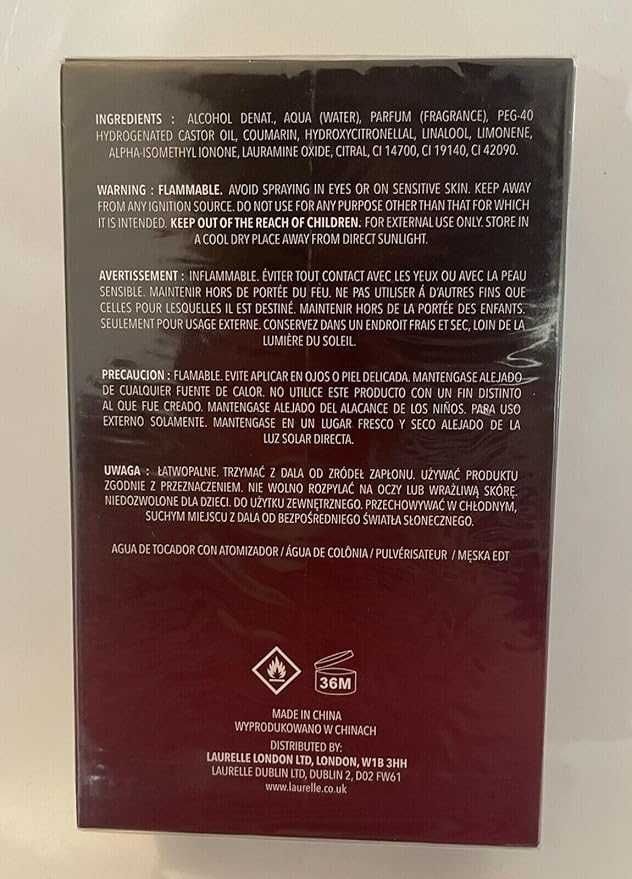 INGREDIENTS : ALCOHOL DENAT., AQUA (WATER), PARFUM (FRAGRANCE), PEG-40
HYDROGENATED CASTOR OIL, COUMARIN, HYDROXYCITRONELLAL, LINALOOL, LIMONENE,
ALPHA-ISOMETHYL IONONE, LAURAMINE OXIDE, CITRAL, CI 14700, CI 19140, CI 42090.
WARNING : FLAMMABLE. AVOID SPRAYING IN EYES OR ON SENSITIVE SKIN. KEEP AWAY
FROM ANY IGNITION SOURCE. DO NOT USE FOR ANY PURPOSE OTHER THAN THAT FOR WHICH
IT IS INTENDED. KEEP OUT OF THE REACH OF CHILDREN. FOR EXTERNAL USE ONLY. STORE IN
A COOL DRY PLACE AWAY FROM DIRECT SUNLIGHT.
AVERTISSEMENT : INFLAMMABLE. ÉVITER TOUT CONTACT AVEC LES YEUX OU AVEC LA PEAU
SENSIBLE. MAINTENIR HORS DE PORTÉE DU FEU. NE PAS UTILISER Á D'AUTRES FINS QUE
CELLES POUR LESQUELLES IL EST DESTINÉ. MAINTENIR HORS DE LA PORTÉE DES ENFANTS.
SEULEMENT POUR USAGE EXTERNE. CONSERVEZ DANS UN ENDROIT FRAIS ET SEC, LOIN DE LA
LUMIÈRE DU SOLEIL.
PRECAUCION : FLAMABLE. EVITE APLICAR EN OJOS O PIEL DELICADA. MANTENGASE ALEJADO
DE CUALQUIER FUENTE DE CALOR. NO UTILICE ESTE PRODUCTO CON UN FIN DISTINTO
AL QUE FUE CREADO. MANTENGASE ALEJADO DEL ALACANCE DE LOS NIÑOS. PARA USO
EXTERNO SOLAMENTE. MANTENGASE EN UN LUGAR FRESCO Y SECO ALEJADO DE LA
LUZ SOLAR DIRECTA.
UWAGA : ŁATWOPALNE. TRZYMAĆ Z DALA OD ŹRÓDEŁ ZAPŁONU. UŻYWAĆ PRODUKTU
ZGODNIE Z PRZEZNACZENIEM. NIE WOLNO ROZPYLAĆ NA OCZY LUB WRAŻLIWĄ SKÓRĘ.
NIEDOZWOLONE DLA DZIECI. DO UŻYTKU ZEWNĘTRZNEGO. PRZECHOWYWAĆ W CHŁODNYM,
SUCHYM MIEJSCU Z DALA OD BEZPOŚREDNIEGO ŚWIATŁA SŁONECZNEGO.
AGUA DE TOCADOR CON ATOMIZADOR / ÁGUA DE COLÔNIA / PULVÉRISATEUR / MĘSKA EDT
36M
MADE IN CHINA
WYPRODUKOWANO W CHINACH
DISTRIBUTED BY:
LAURELLE LONDON LTD, LONDON, W1B 3HH
LAURELLE DUBLIN LTD, DUBLIN 2, D02 FW61
www.laurelle.co.uk